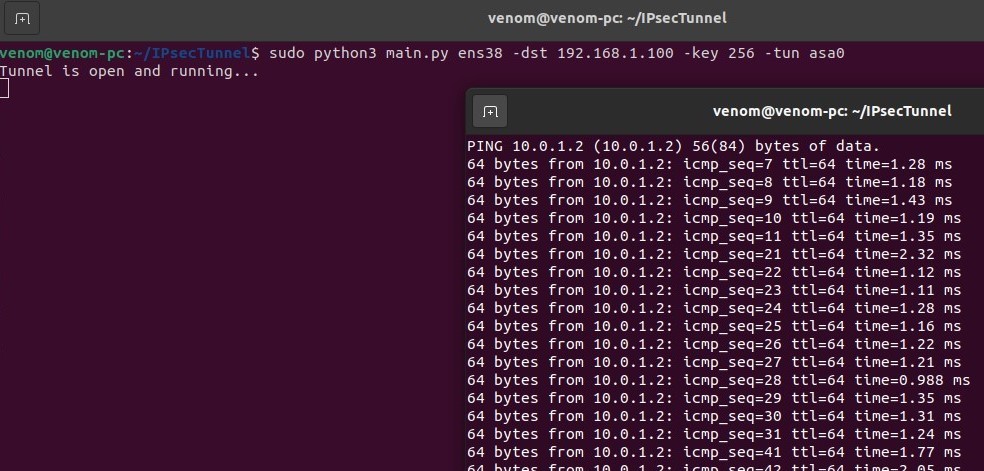 venom@venom-pc: ~/IPsecTunnel
venom@venom-pc:~/IPsecTunnel$ sudo python3 main.py ens38 -dst 192.168.1.100 -key 256 -tun asa0
Tunnel is open and running...
venom@venom-pc: ~/IPsecTunnel
PING 10.0.1.2 (10.0.1.2) 56(84) bytes of data.
64 bytes from 10.0.1.2: icmp_seq=7 ttl=64 time=1.28 ms
64 bytes from 10.0.1.2: icmp_seq=8 ttl=64 time=1.18 ms
64 bytes from 10.0.1.2: icmp_seq=9 ttl=64 time=1.43 ms
64 bytes from 10.0.1.2: icmp_seq=10 ttl=64 time=1.19 ms
64 bytes from 10.0.1.2: icmp_seq=11 ttl=64 time=1.35 ms
64 bytes from 10.0.1.2: icmp_seq=21 ttl=64 time=2.32 ms
64 bytes from 10.0.1.2: icmp_seq=22 ttl=64 time=1.12 ms
64 bytes from 10.0.1.2: icmp_seq=23 ttl=64 time=1.11 ms
64 bytes from 10.0.1.2: icmp_seq=24 ttl=64 time=1.28 ms
64 bytes from 10.0.1.2: icmp_seq=25 ttl=64 time=1.16 ms
64 bytes from 10.0.1.2: icmp_seq=26 ttl=64 time=1.22 ms
64 bytes from 10.0.1.2: icmp_seq=27 ttl=64 time=1.21 ms
64 bytes from 10.0.1.2: icmp_seq=28 ttl=64 time=0.988 ms
64 bytes from 10.0.1.2: icmp_seq=29 ttl=64 time=1.35 ms
64 bytes from 10.0.1.2: icmp_seq=30 ttl=64 time=1.31 ms
64 bytes from 10.0.1.2: icmp_seq=31 ttl=64 time=1.24 ms
64 bytes from 10.0.1.2: icmp_seq=41 ttl=64 time=1.77 ms
64 bytes from 10.0.1.2: icmp_seq=42 ttl=64 time=2.05 ms